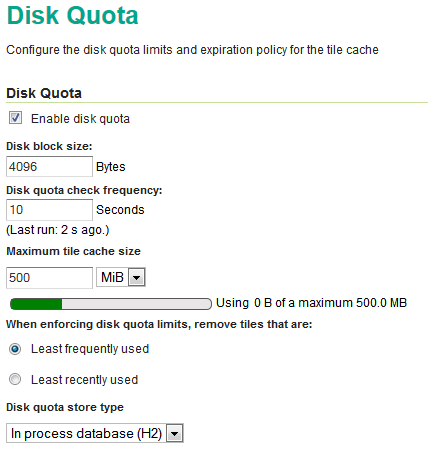 Disk Quota
Configure the disk quota limits and expiration policy for the tile cache
Disk Quota
Enable disk quota
Disk block size:
4096 Bytes
Disk quota check frequency:
10 Seconds
(Last run: 2 s ago.)
Maximum tile cache size
500 MiB
Using 0 B of a maximum 500.0 MB
When enforcing disk quota limits, remove tiles that are:
Least frequently used
Least recently used
Disk quota store type
In process database (H2)